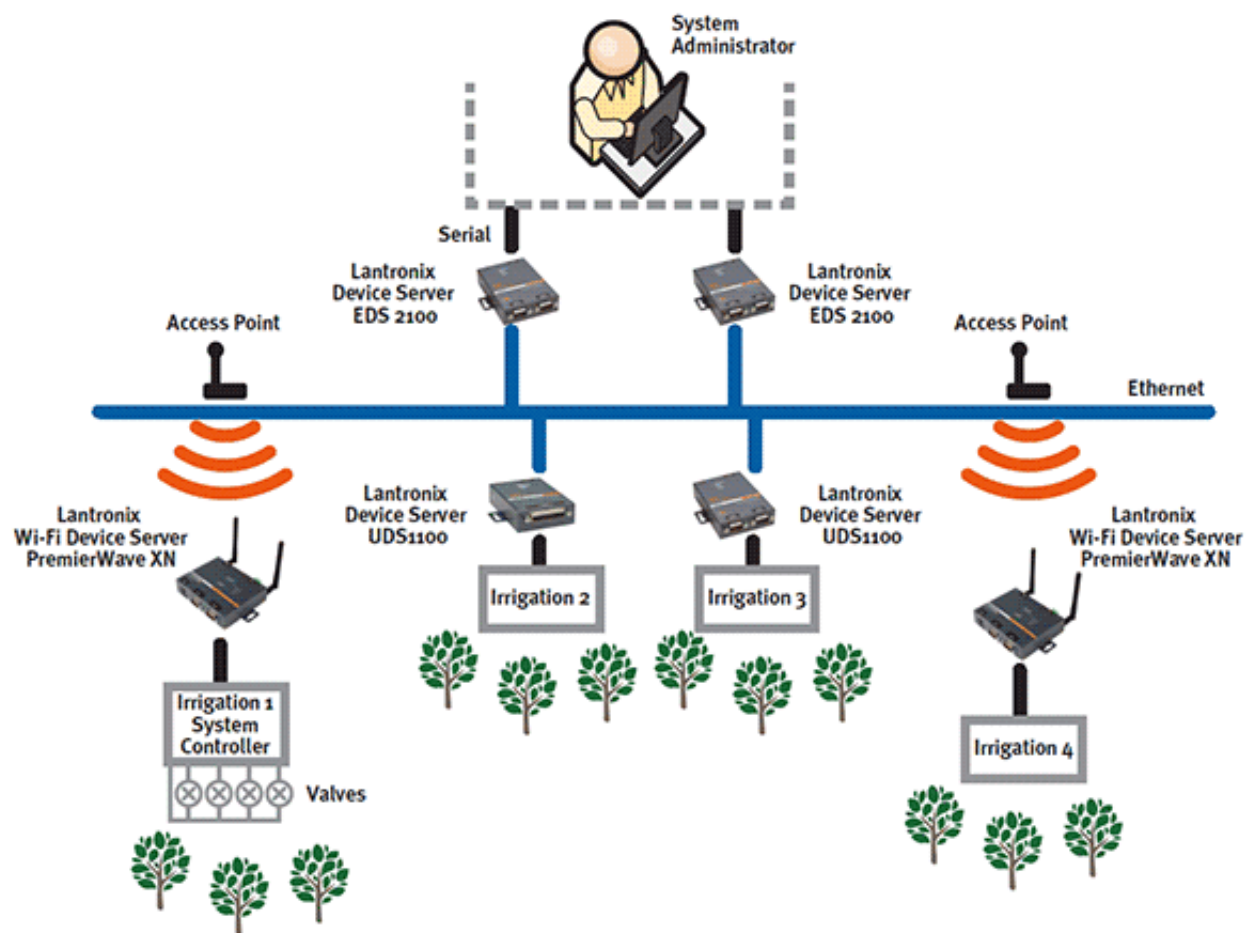 System
Administrator
Serial
Lantronix
Device Server
EDS 2100
Lantronix
Device Server
EDS 2100
Access Point
Access Point
Ethernet
Lantronix
Wi-Fi Device Server
PremierWave XN
Lantronix
Device Server
UDS1100
Lantronix
Device Server
UDS1100
Lantronix
Wi-Fi Device Server
PremierWave XN
Irrigation 2
Irrigation 3
Irrigation 1
System
Controller
Irrigation 4
Valves